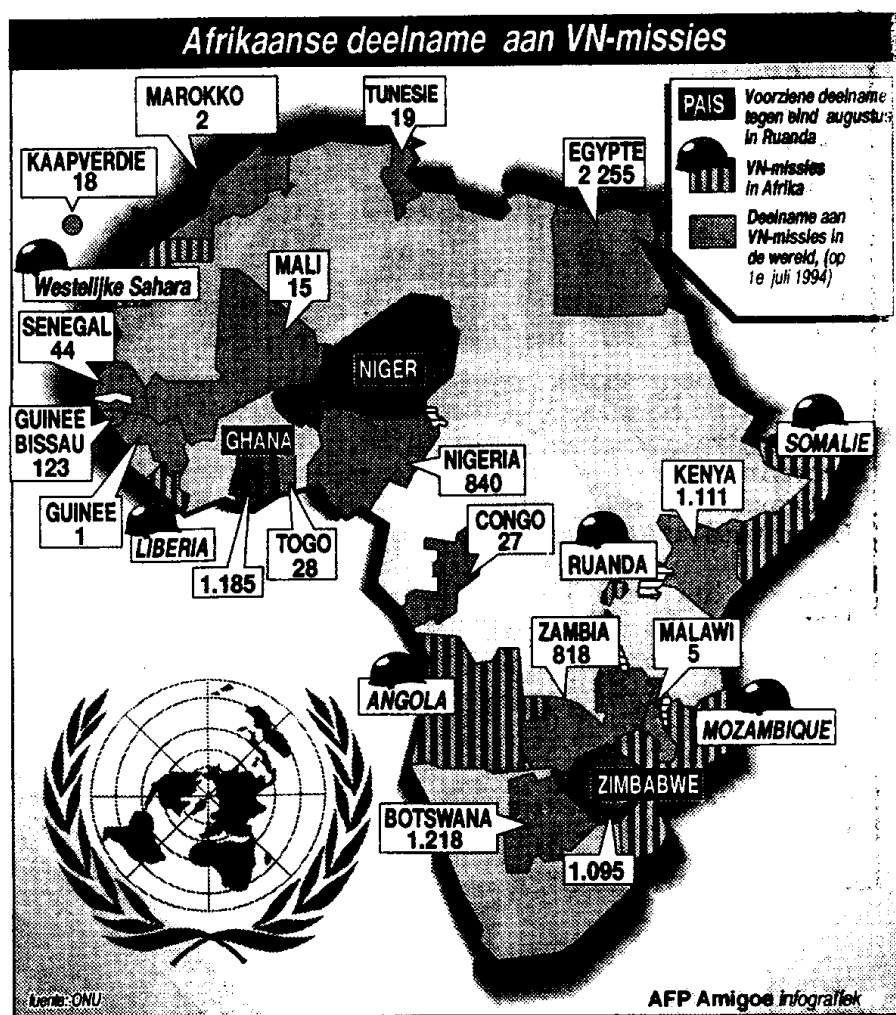 Afrikaanse deelname aan VN-missies
MAROKKO
2
TUNESIE
19
KAAPVERDIE
18
EGYPTE
2 255
PAIS
Voorziene deelname
tegen eind augustus
in Ruanda
VN-missies
in Afrika
Deelname aan
VN-missies in
de wereld, (op
1e juli 1994)
Westelijke Sahara
MALI
15
SENEGAL
44
NIGER
GUINEE
BISSAU
123
GHANA
NIGERIA
840
SOMALIE
KENYA
1.111
GUINEE
1
LIBERIA
1.185
TOGO
28
CONGO
27
RUANDA
ZAMBIA
818
MALAWI
5
ANGOLA
MOZAMBIQUE
ZIMBABWE
BOTSWANA
1.218
1.095
fuente: ONU
AFP Amigoe infografiek